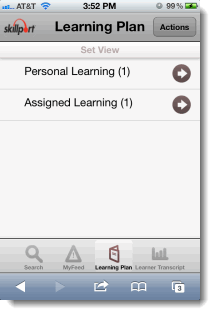 AT&T 3:52 PM 99%
skillport Learning Plan Actions
Set View
Personal Learning (1)
Assigned Learning (1)
Search MyFeed Learning Plan Learner Transcript
3